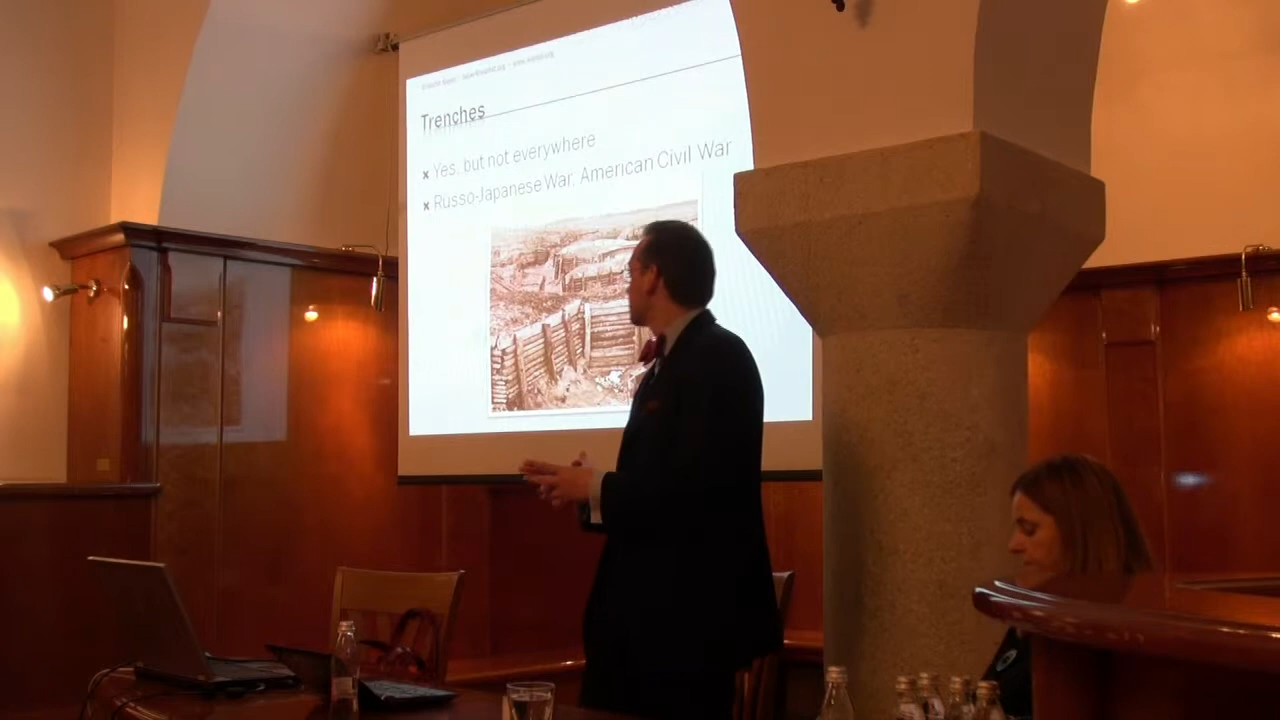 Trenches
Yes, but not everywhere
Russo-Japanese War, American Civil War